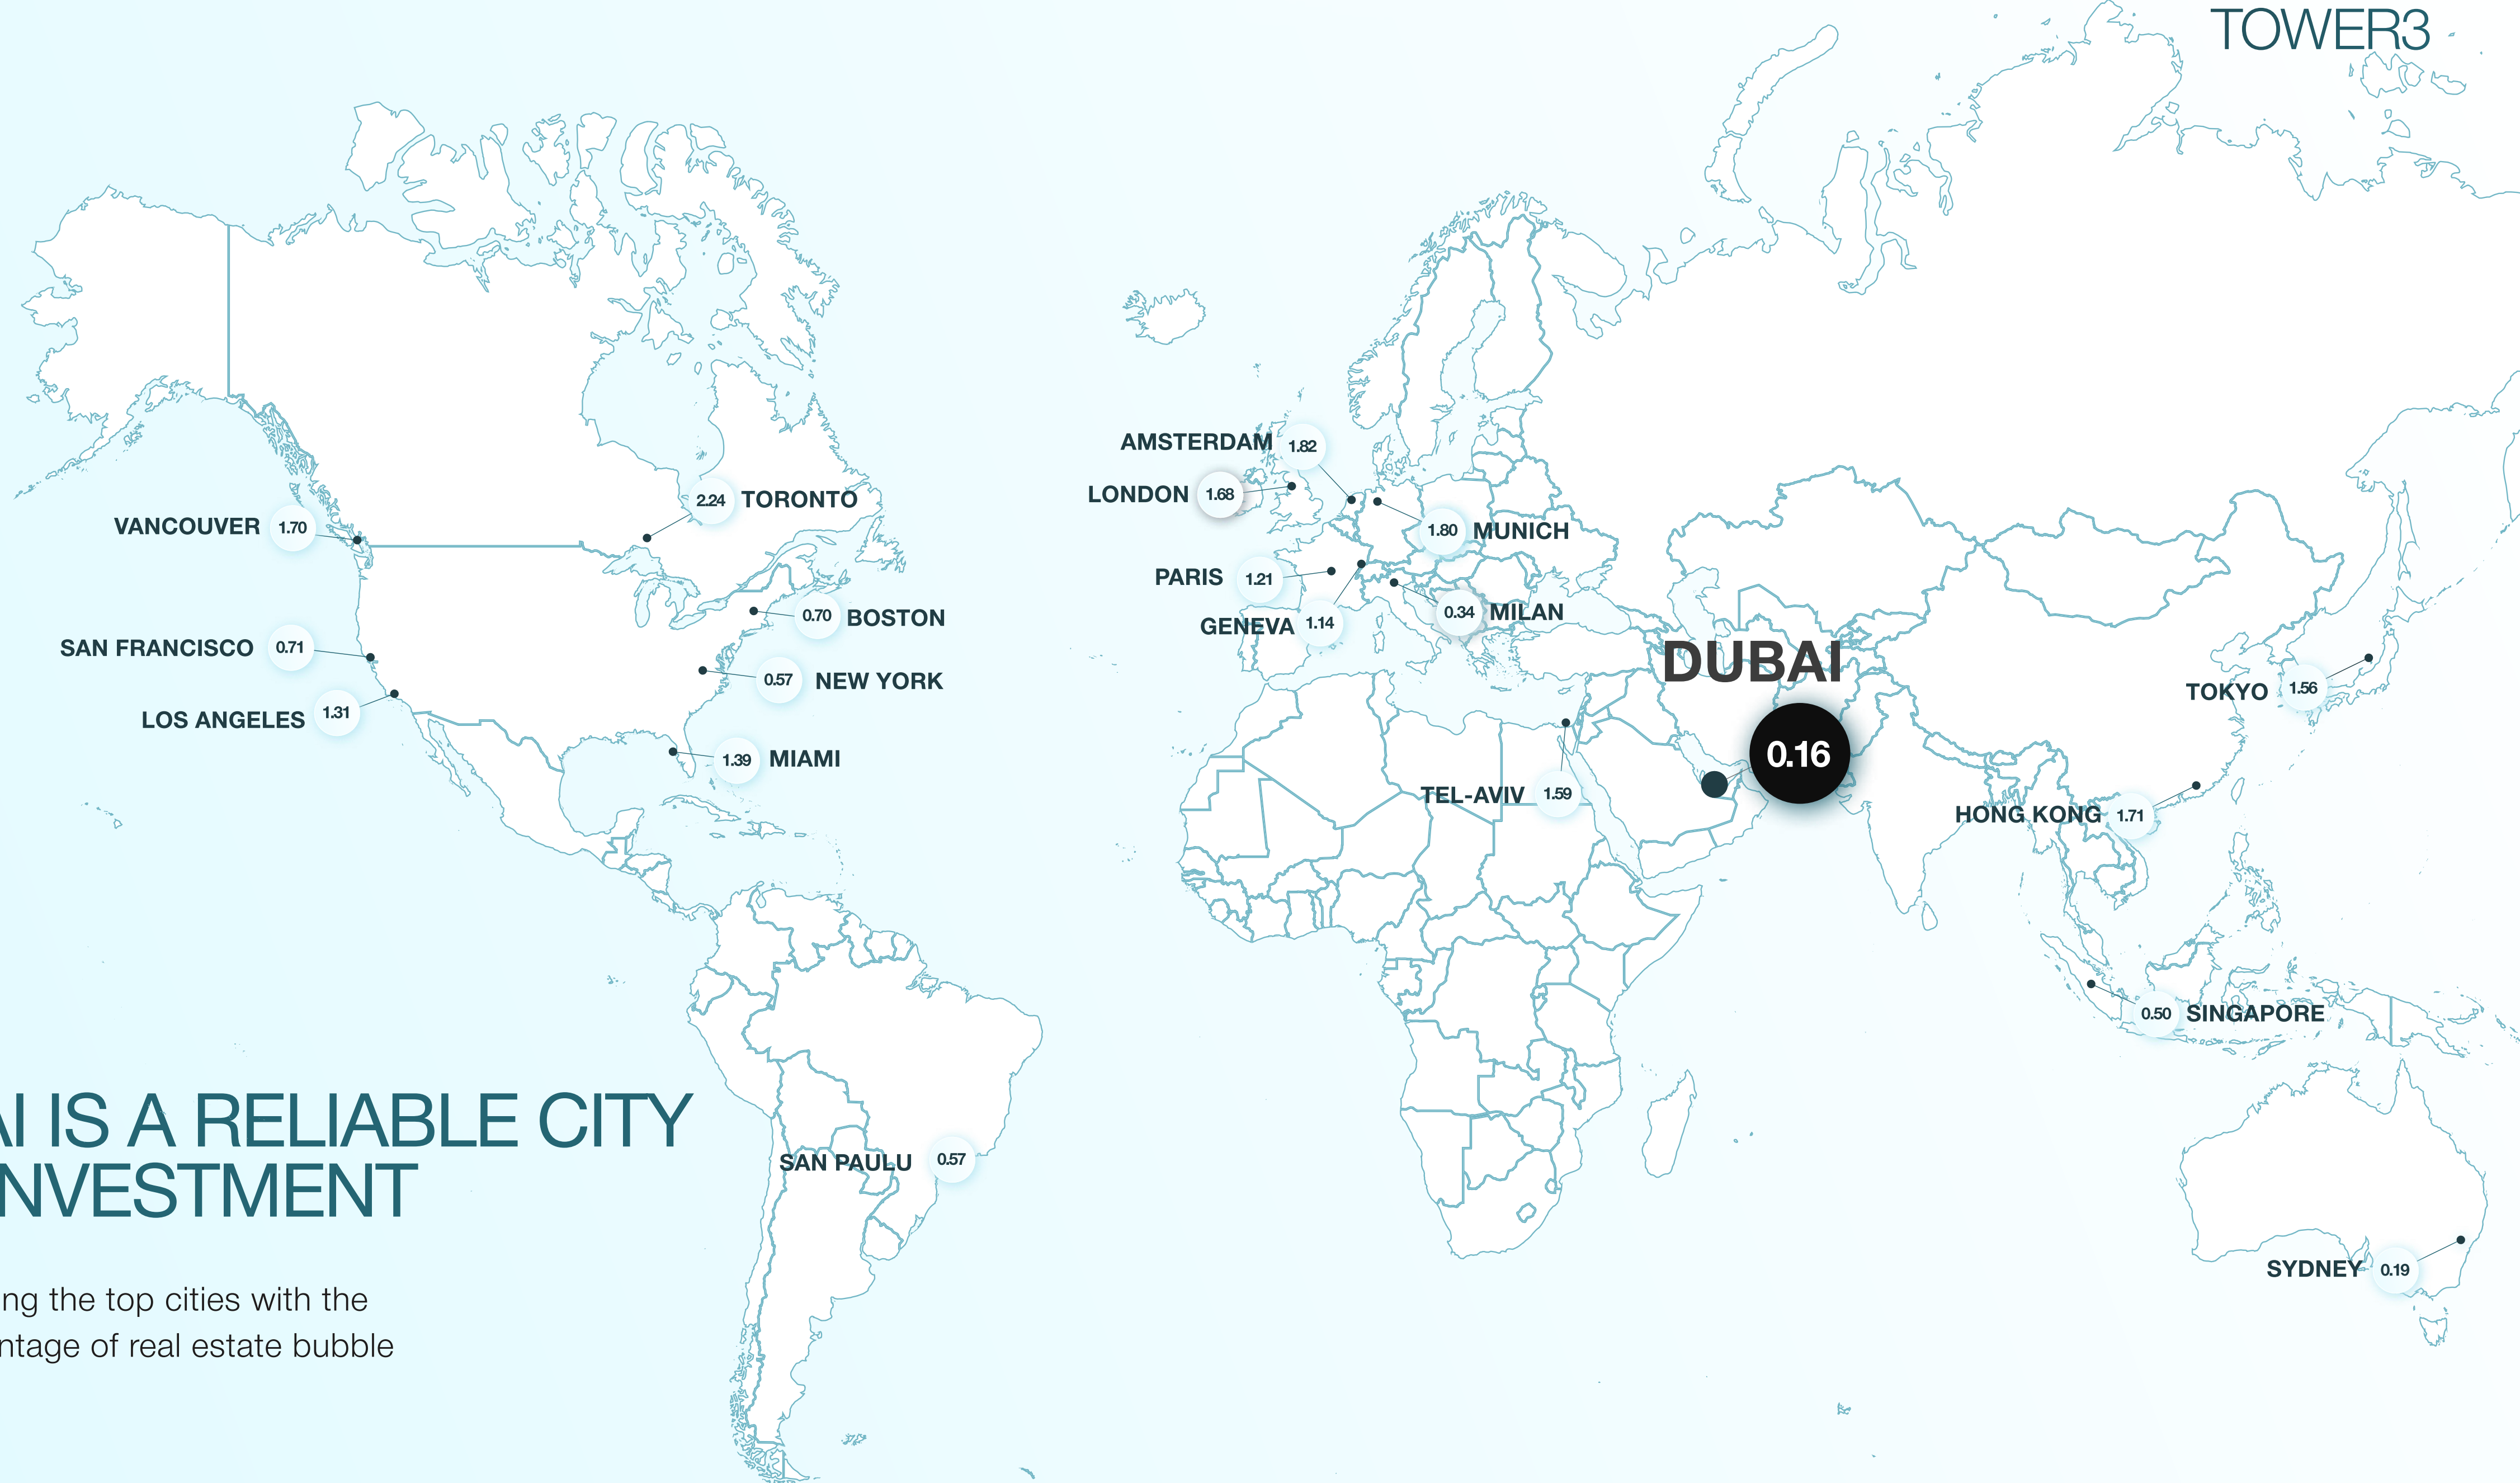 TOWER3
AMSTERDAM 1.82
LONDON 1.68
2.24 TORONTO
VANCOUVER 1.70
1.80 MUNICH
PARIS 1.21
0.34 MILAN
GENEVA 1.14
0.70 BOSTON
SAN FRANCISCO 0.71
DUBAI
0.16
0.57 NEW YORK
TOKYO 1.56
LOS ANGELES 1.31
1.39 MIAMI
TEL-AVIV 1.59
HONG KONG 1.71
0.50 SINGAPORE
AI IS A RELIABLE CITY
NVESTMENT
SAN PAULU 0.57
SYDNEY 0.19
ng the top cities with the
ntage of real estate bubble